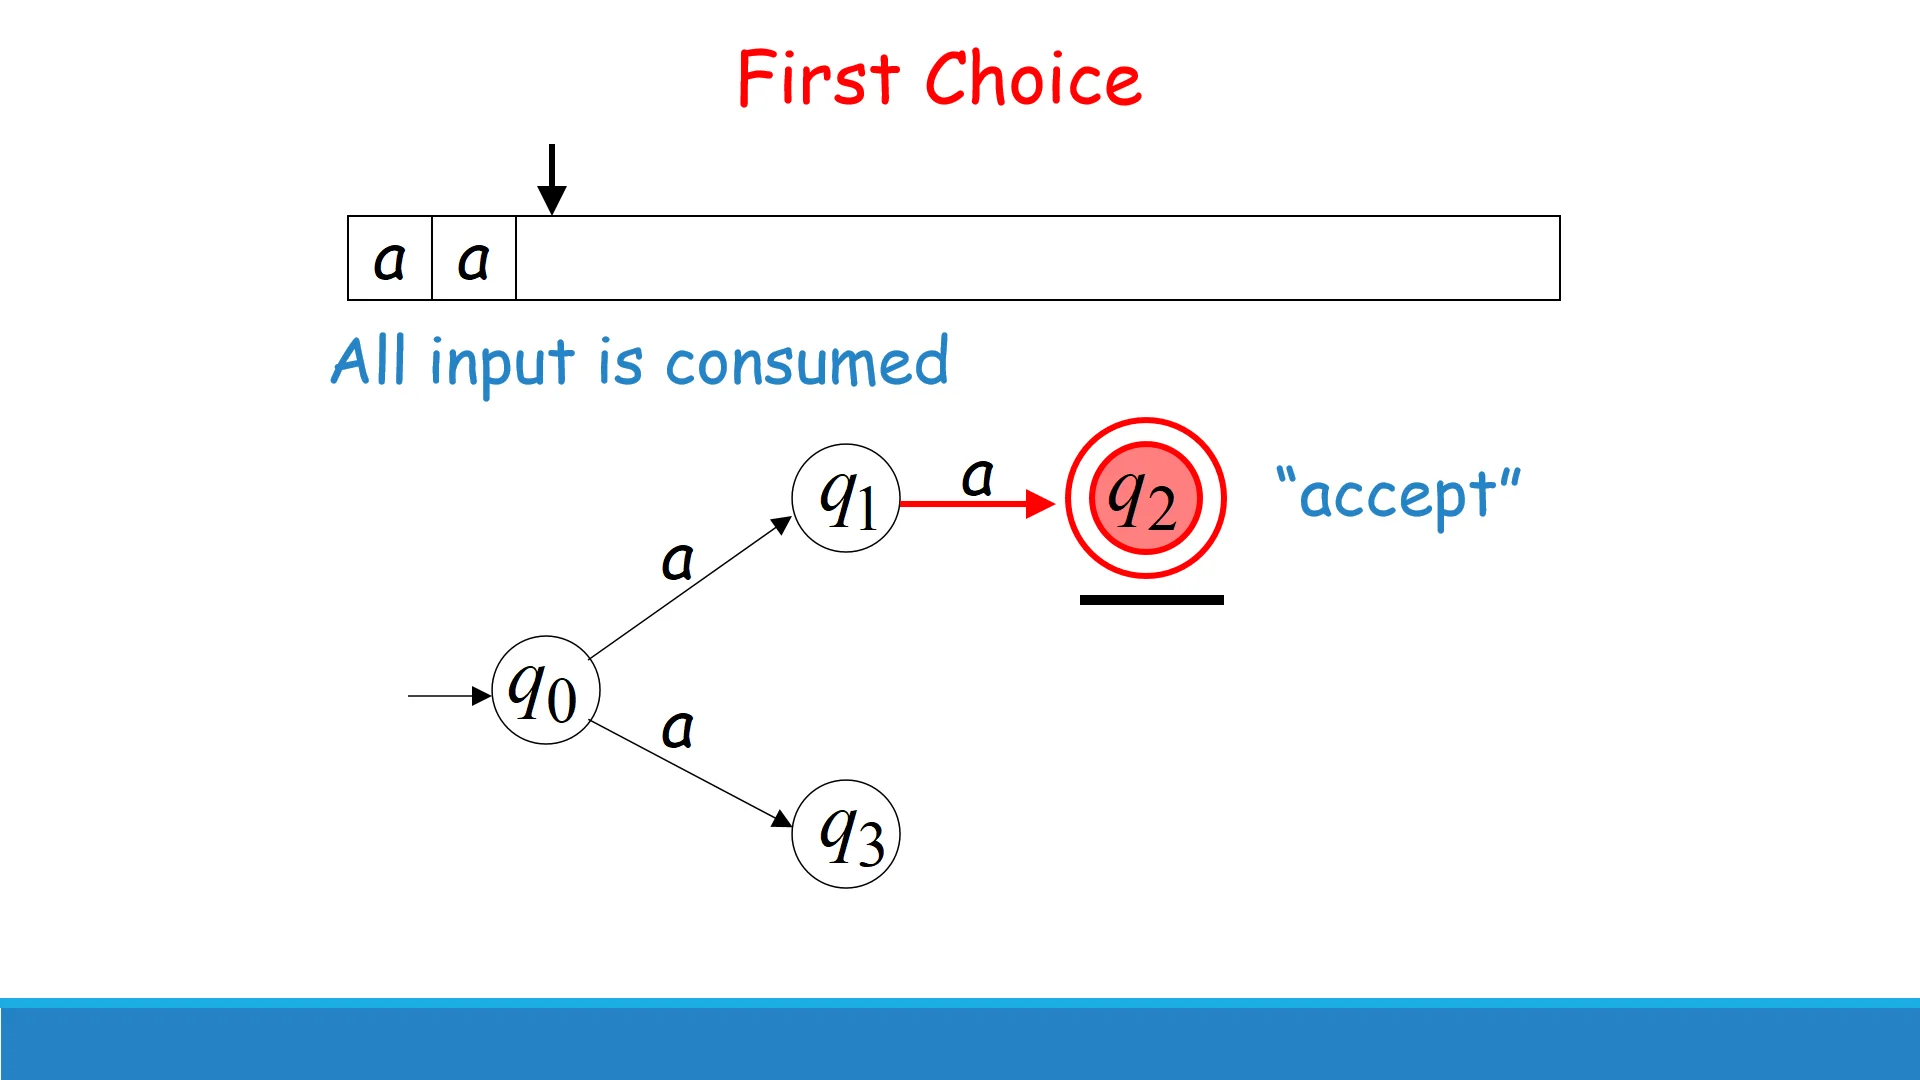 First Choice
a a
All input is consumed
q1 a q2 “accept”
a
q0
a
q3